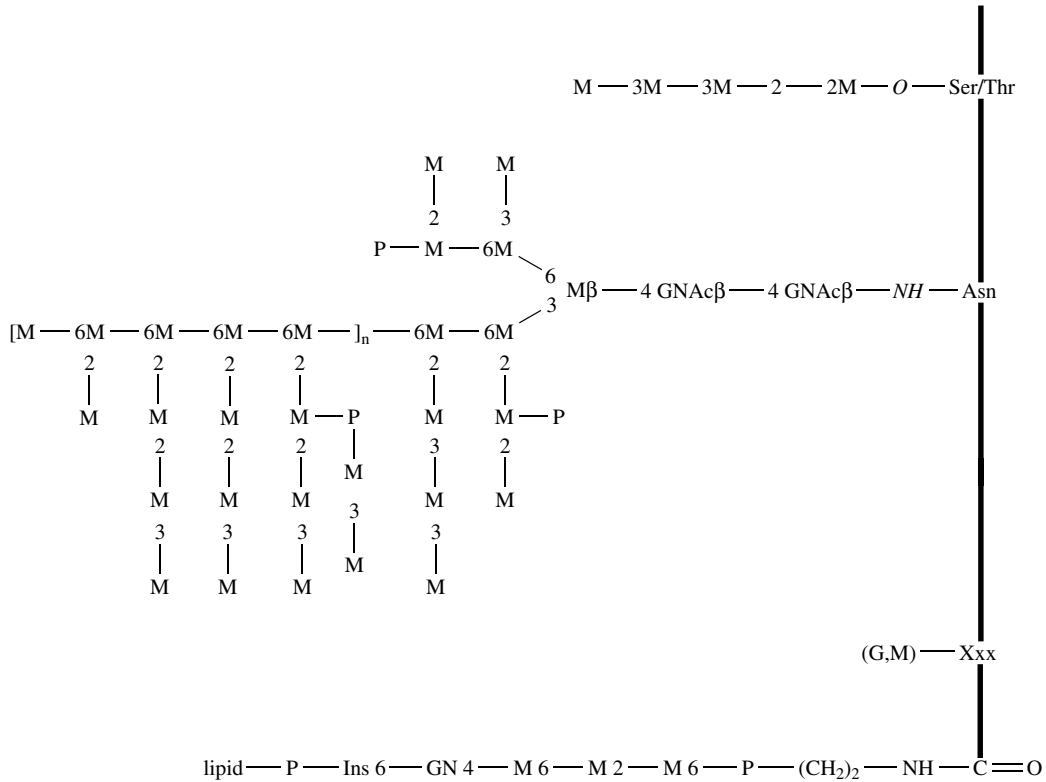 M 3M 3M 2 2M O Ser/Thr
M M
2 3
P M 6M
6
Mβ 4 GNAcβ 4 GNAcβ NH Asn
3
[M 6M 6M 6M 6M ]n 6M 6M
2 2 2 2 2 2
M M M M P M M P
2 2 2 3 2
M
M M M M M
3
3 3 3 3
M
M M M M
(G,M) Xxx
lipid P Ins 6 GN 4 M 6 M 2 M 6 P (CH2)2 NH C O